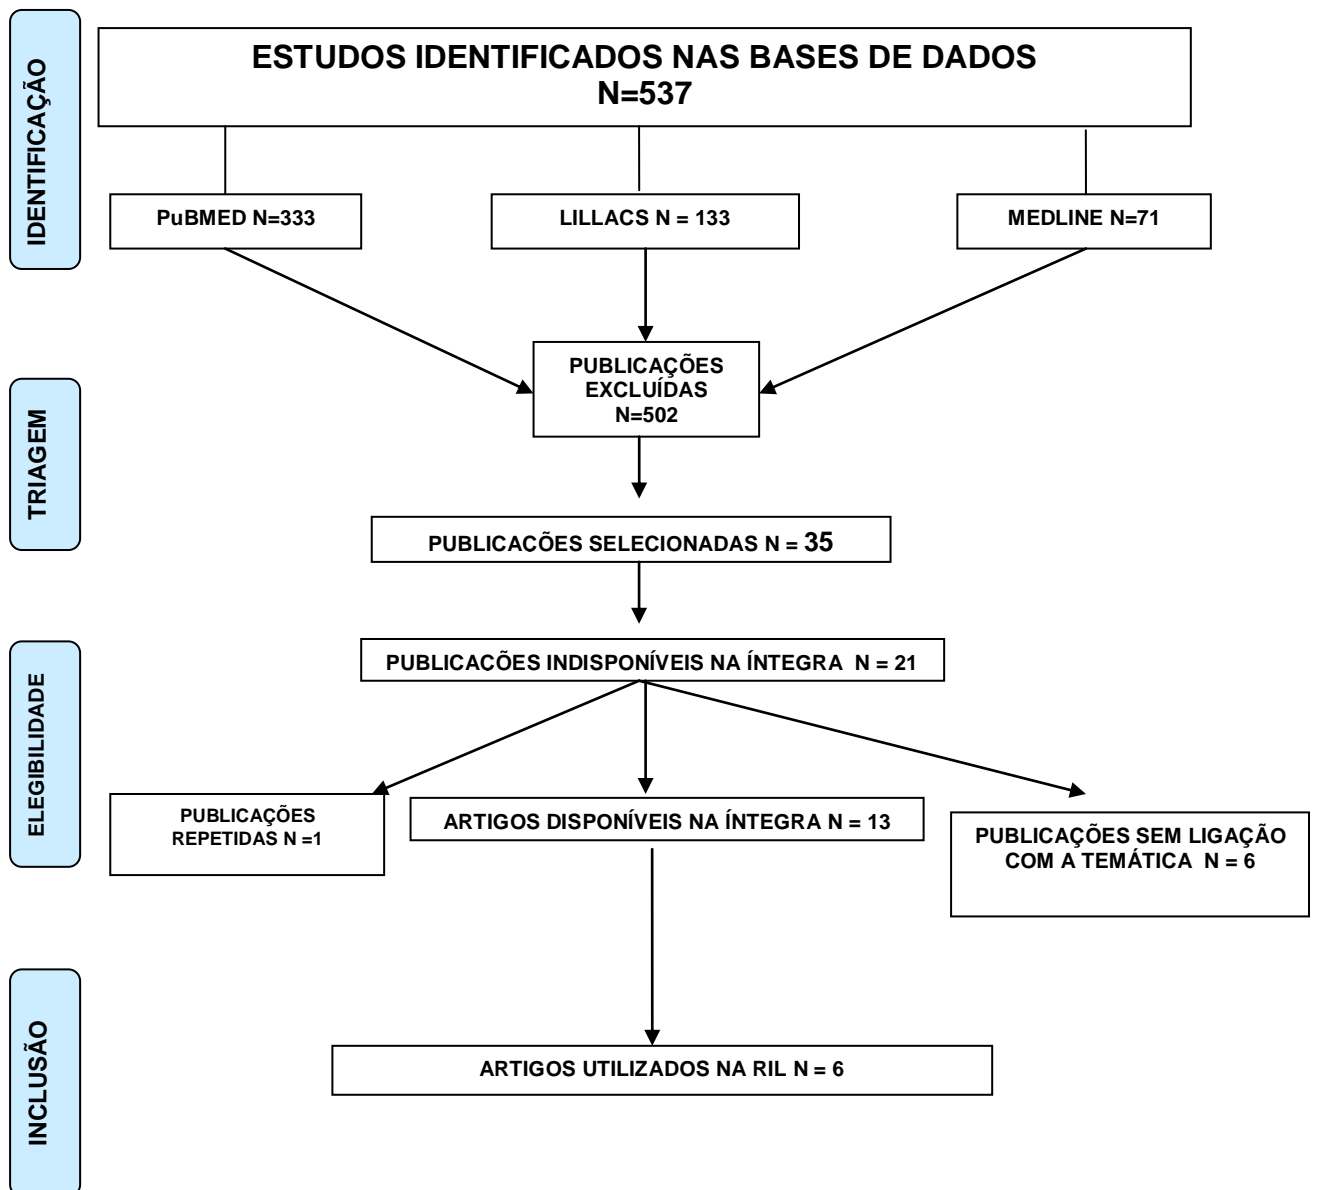 IDENTIFICAÇÃO
ESTUDOS IDENTIFICADOS NAS BASES DE DADOS
N=537
PuBMED N=333
LILLACS N = 133
MEDLINE N=71
TRIAGEM
PUBLICAÇÕES
EXCLUÍDAS
N=502
PUBLICAÇÕES SELECIONADAS N = 35
ELEGIBILIDADE
PUBLICAÇÕES INDISPONÍVEIS NA ÍNTEGRA N = 21
PUBLICAÇÕES
REPETIDAS N =1
ARTIGOS DISPONÍVEIS NA ÍNTEGRA N = 13
PUBLICAÇÕES SEM LIGAÇÃO
COM A TEMÁTICA N = 6
INCLUSÃO
ARTIGOS UTILIZADOS NA RIL N = 6